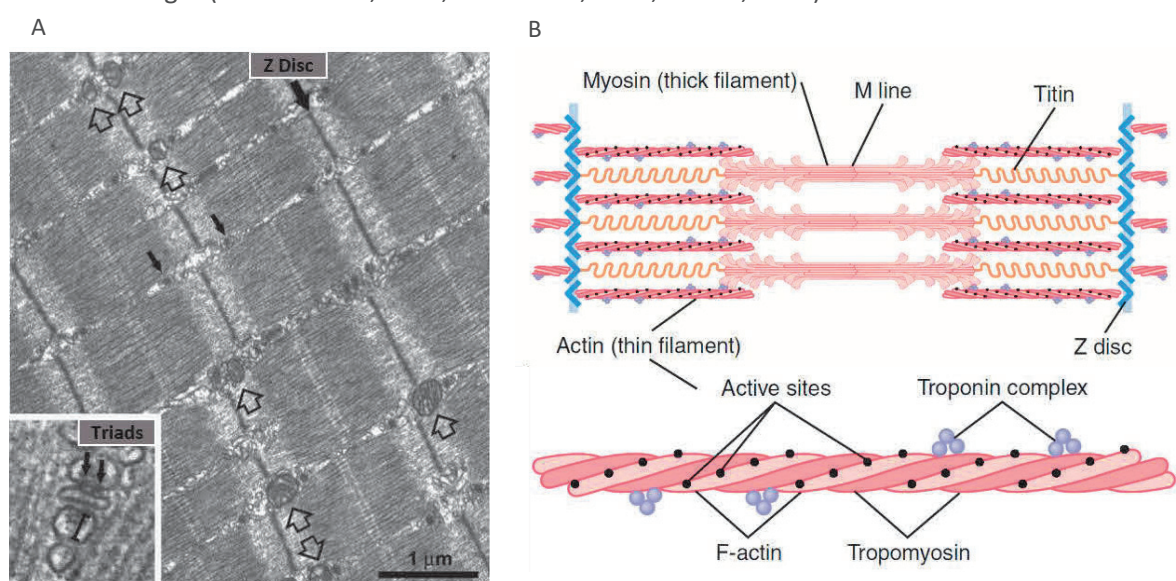 A
B
Z Disc
Triads
1 μm
Myosin (thick filament)
M line
Titin
Actin (thin filament)
Z disc
Active sites
Troponin complex
F-actin
Tropomyosin